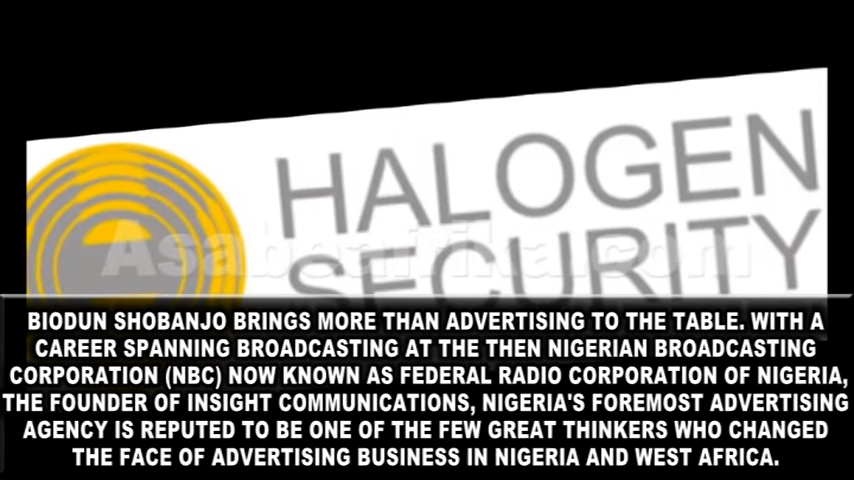 HALOGEN
SECURITY
Asabeafrika.com
BIODUN SHOBANJO BRINGS MORE THAN ADVERTISING TO THE TABLE. WITH A
CAREER SPANNING BROADCASTING AT THE THEN NIGERIAN BROADCASTING
CORPORATION (NBC) NOW KNOWN AS FEDERAL RADIO CORPORATION OF NIGERIA,
THE FOUNDER OF INSIGHT COMMUNICATIONS, NIGERIA'S FOREMOST ADVERTISING
AGENCY IS REPUTED TO BE ONE OF THE FEW GREAT THINKERS WHO CHANGED
THE FACE OF ADVERTISING BUSINESS IN NIGERIA AND WEST AFRICA.